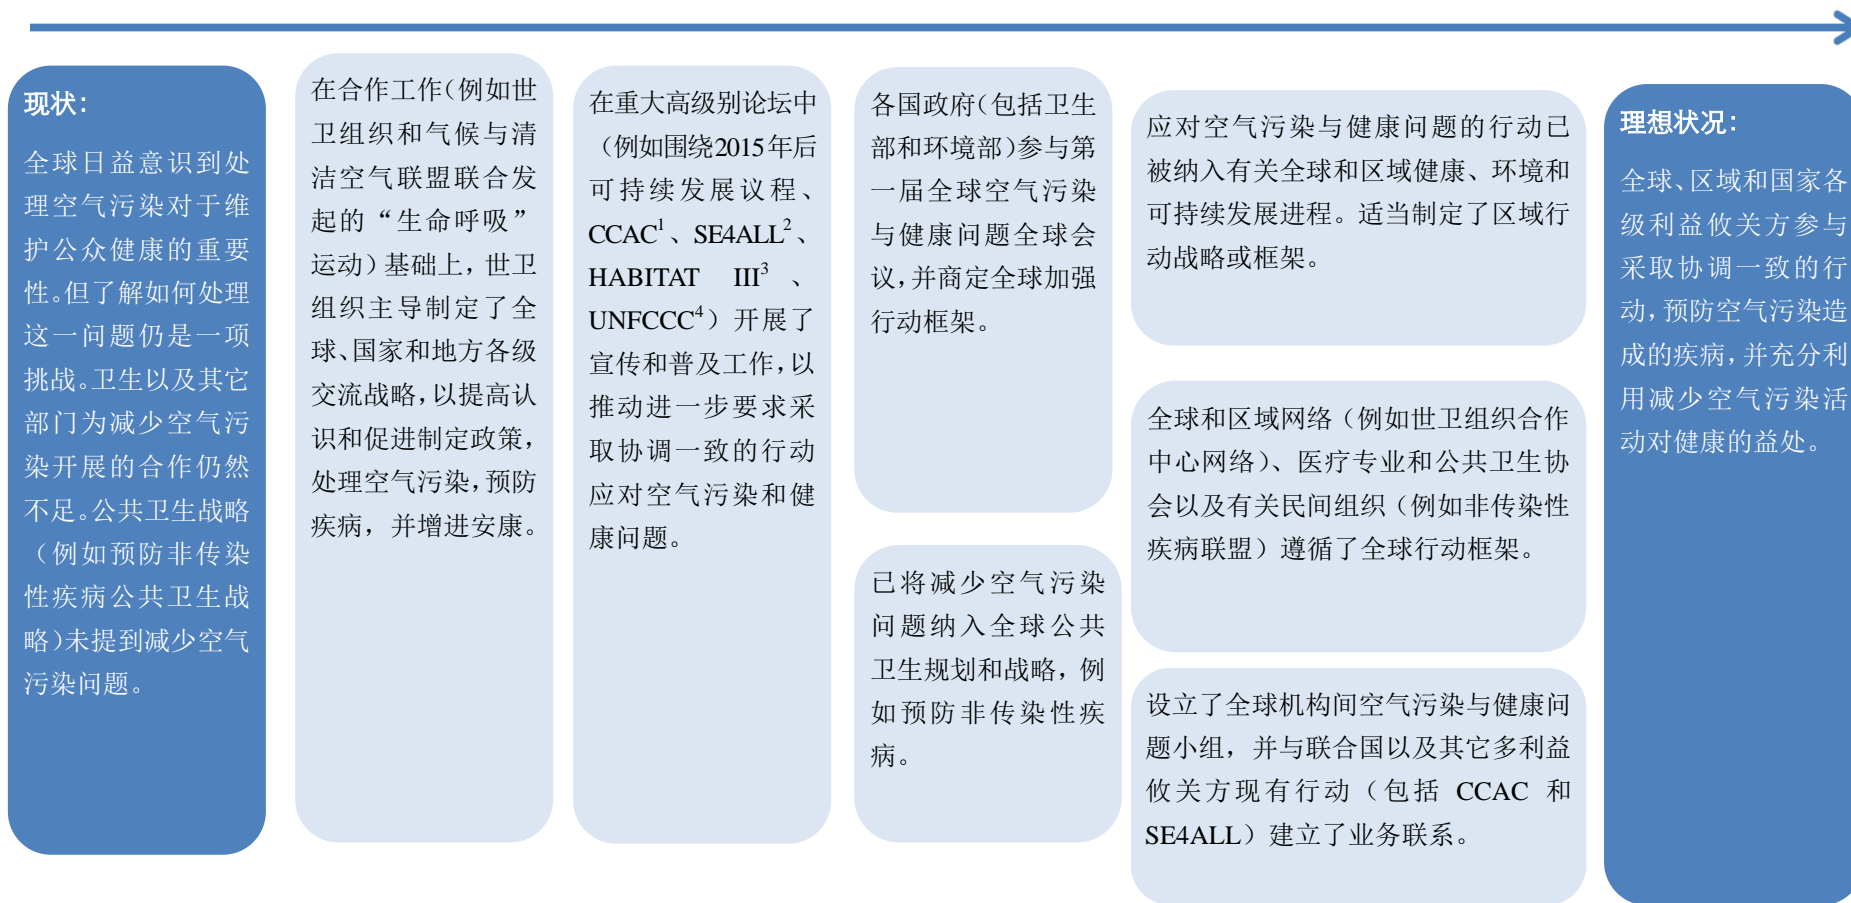 现状：
全球日益意识到处
理空气污染对于维
护公众健康的重要
性。但了解如何处理
这一问题仍是一项
挑战。卫生以及其它
部门为减少空气污
染开展的合作仍然
不足。公共卫生战略
（例如预防非传染
性疾病公共卫生战
略）未提到减少空气
污染问题。
在合作工作（例如世
卫组织和气候与清
洁空气联盟联合发
起的“生命呼吸”
运动）基础上，世卫
组织主导制定了全
球、国家和地方各级
交流战略，以提高认
识和促进制定政策，
处理空气污染，预防
疾病，并增进安康。
在重大高级别论坛中
（例如围绕2015年后
可持续发展议程、
CCAC¹、SE4ALL²、
HABITAT III³、
UNFCCC⁴）开展了
宣传和普及工作，以
推动进一步要求采
取协调一致的行动
应对空气污染和健
康问题。
各国政府（包括卫生
部和环境部）参与第
一届全球空气污染
与健康问题全球会
议，并商定全球加强
行动框架。
已将减少空气污染
问题纳入全球公共
卫生规划和战略，例
如预防非传染性疾
病。
应对空气污染与健康问题的行动已
被纳入有关全球和区域健康、环境和
可持续发展进程。适当制定了区域行
动战略或框架。
全球和区域网络（例如世卫组织合作
中心网络）、医疗专业和公共卫生协
会以及有关民间组织（例如非传染性
疾病联盟）遵循了全球行动框架。
设立了全球机构间空气污染与健康问
题小组，并与联合国以及其它多利益
攸关方现有行动（包括 CCAC 和
SE4ALL）建立了业务联系。
理想状况：
全球、区域和国家各
级利益攸关方参与
采取协调一致的行
动，预防空气污染造
成的疾病，并充分利
用减少空气污染活
动对健康的益处。